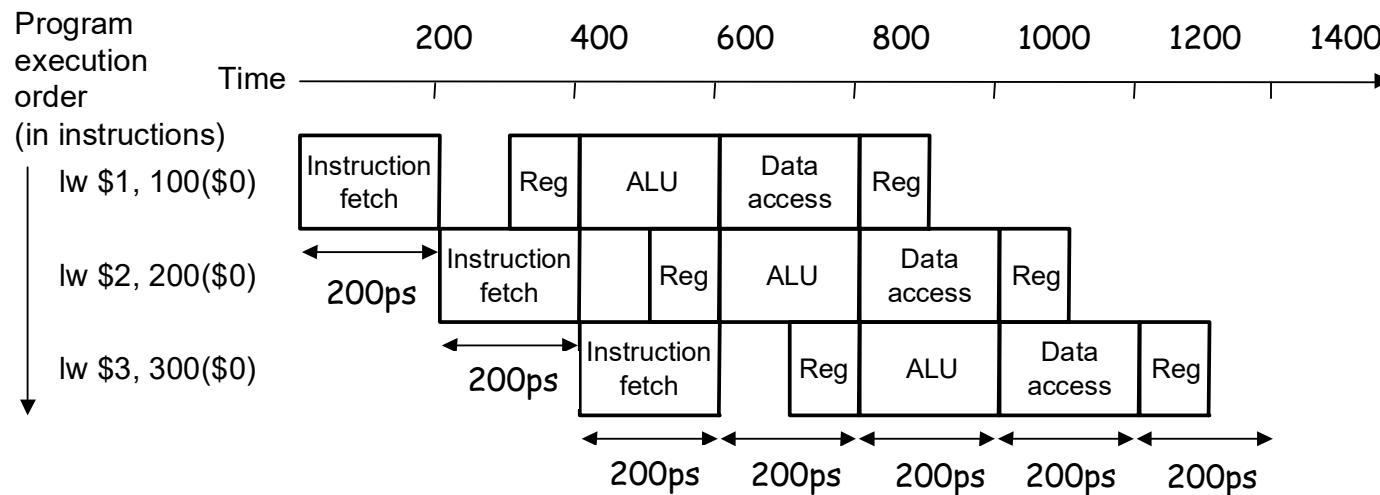 Program
execution
order
(in instructions)
Time
200 400 600 800 1000 1200 1400
lw $1, 100($0)
Instruction
fetch
Reg
ALU
Data
access
Reg
200ps
lw $2, 200($0)
Instruction
fetch
Reg
ALU
Data
access
Reg
200ps
lw $3, 300($0)
Instruction
fetch
Reg
ALU
Data
access
Reg
200ps 200ps 200ps 200ps 200ps